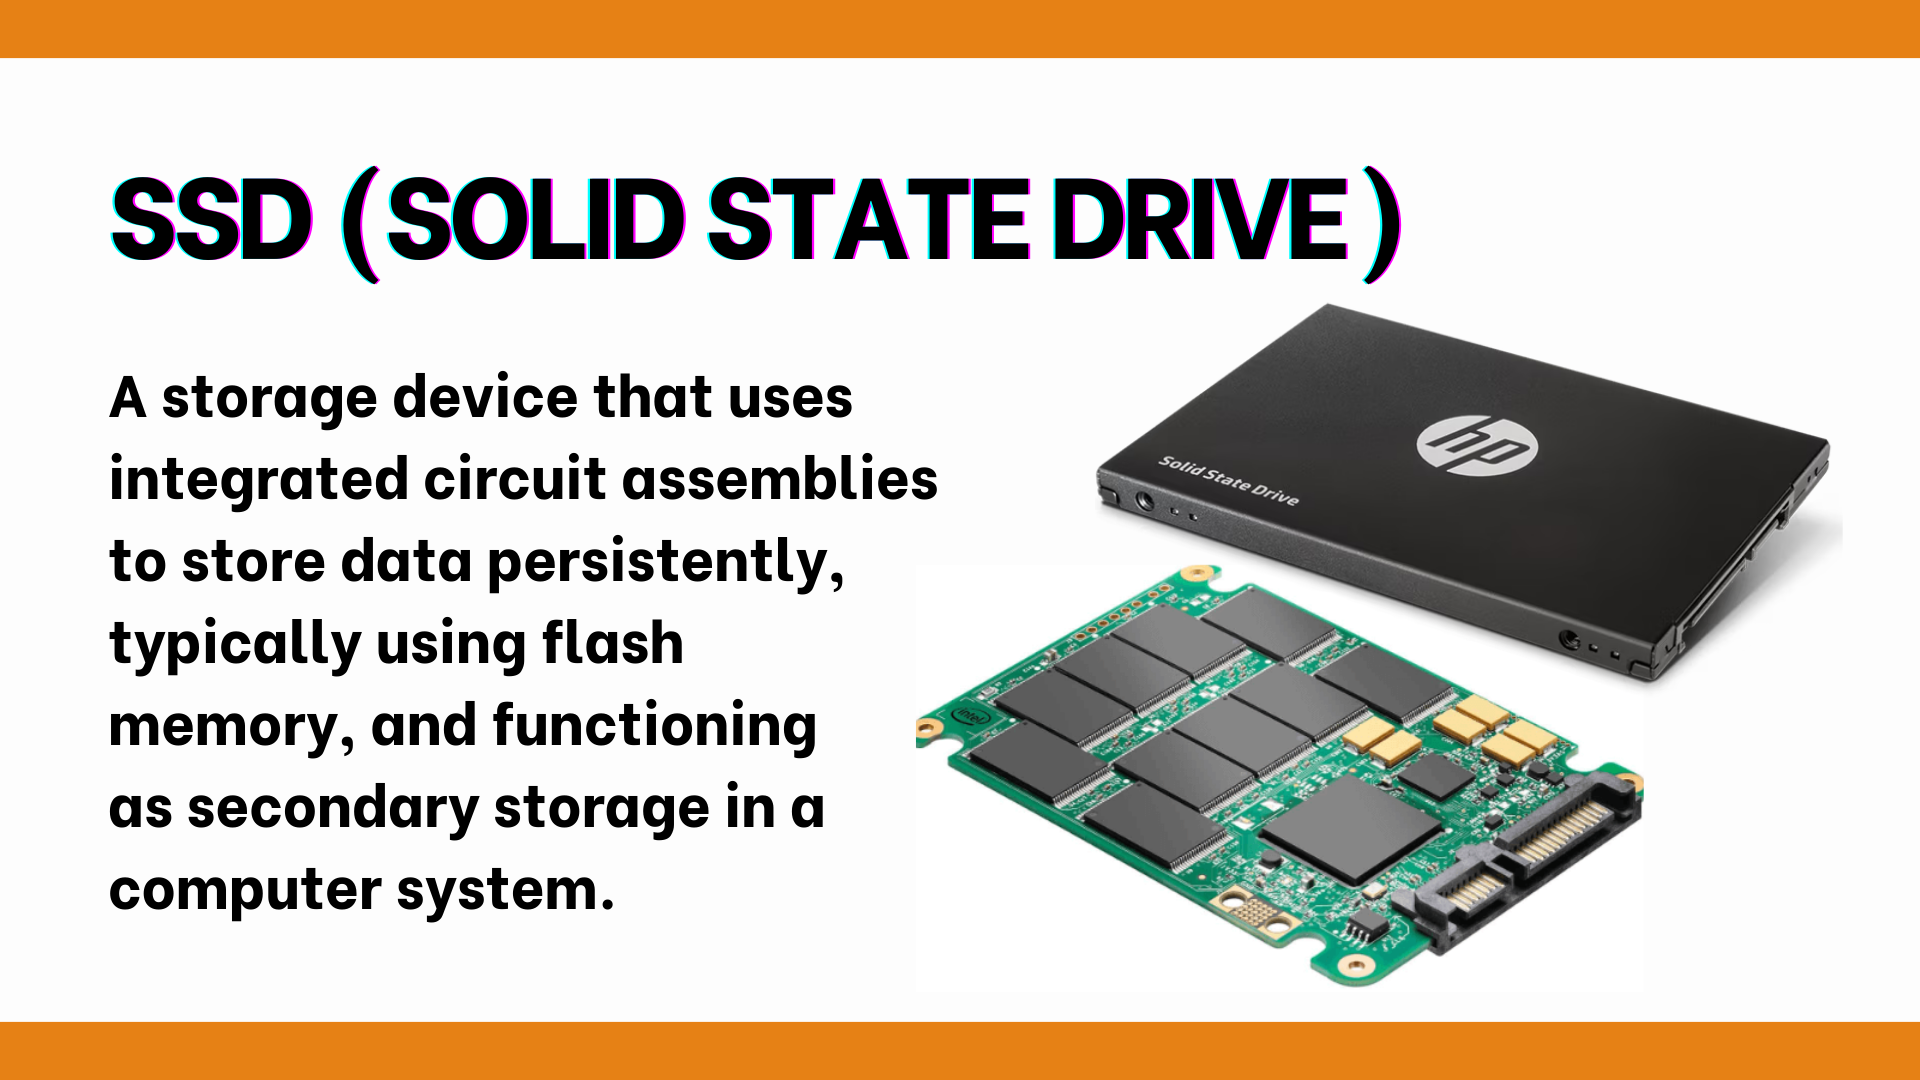 SSD (SOLID STATE DRIVE)
A storage device that uses
integrated circuit assemblies
to store data persistently,
typically using flash
memory, and functioning
as secondary storage in a
computer system.
hp
Solid State Drive
intel